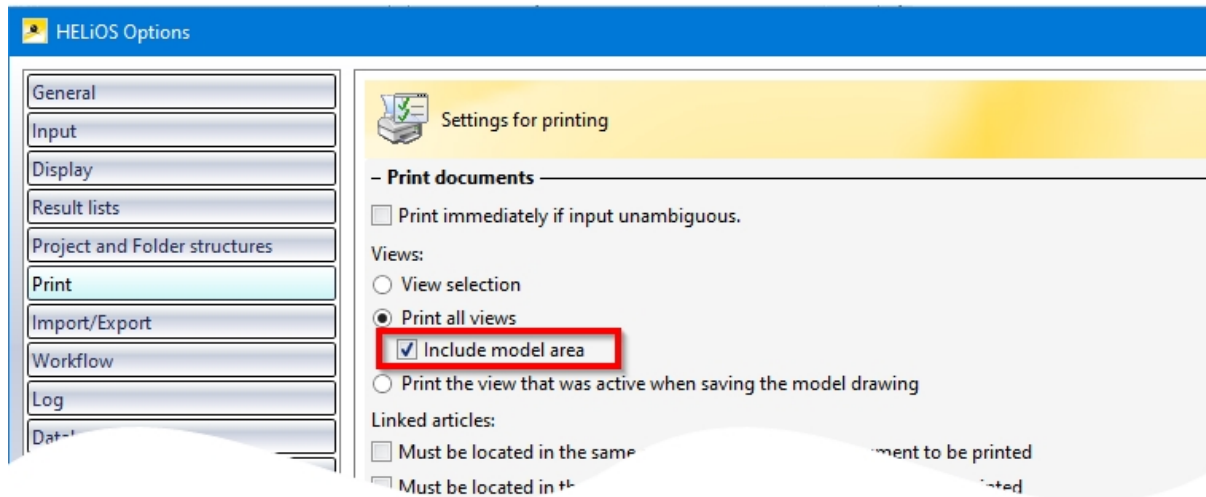 HELiOS Options
General
Input
Display
Result lists
Project and Folder structures
Print
Import/Export
Workflow
Log
Settings for printing
– Print documents
Print immediately if input unambiguous.
Views:
View selection
Print all views
Include model area
Print the view that was active when saving the model drawing
Linked articles:
Must be located in the same to be printed
Must be located in